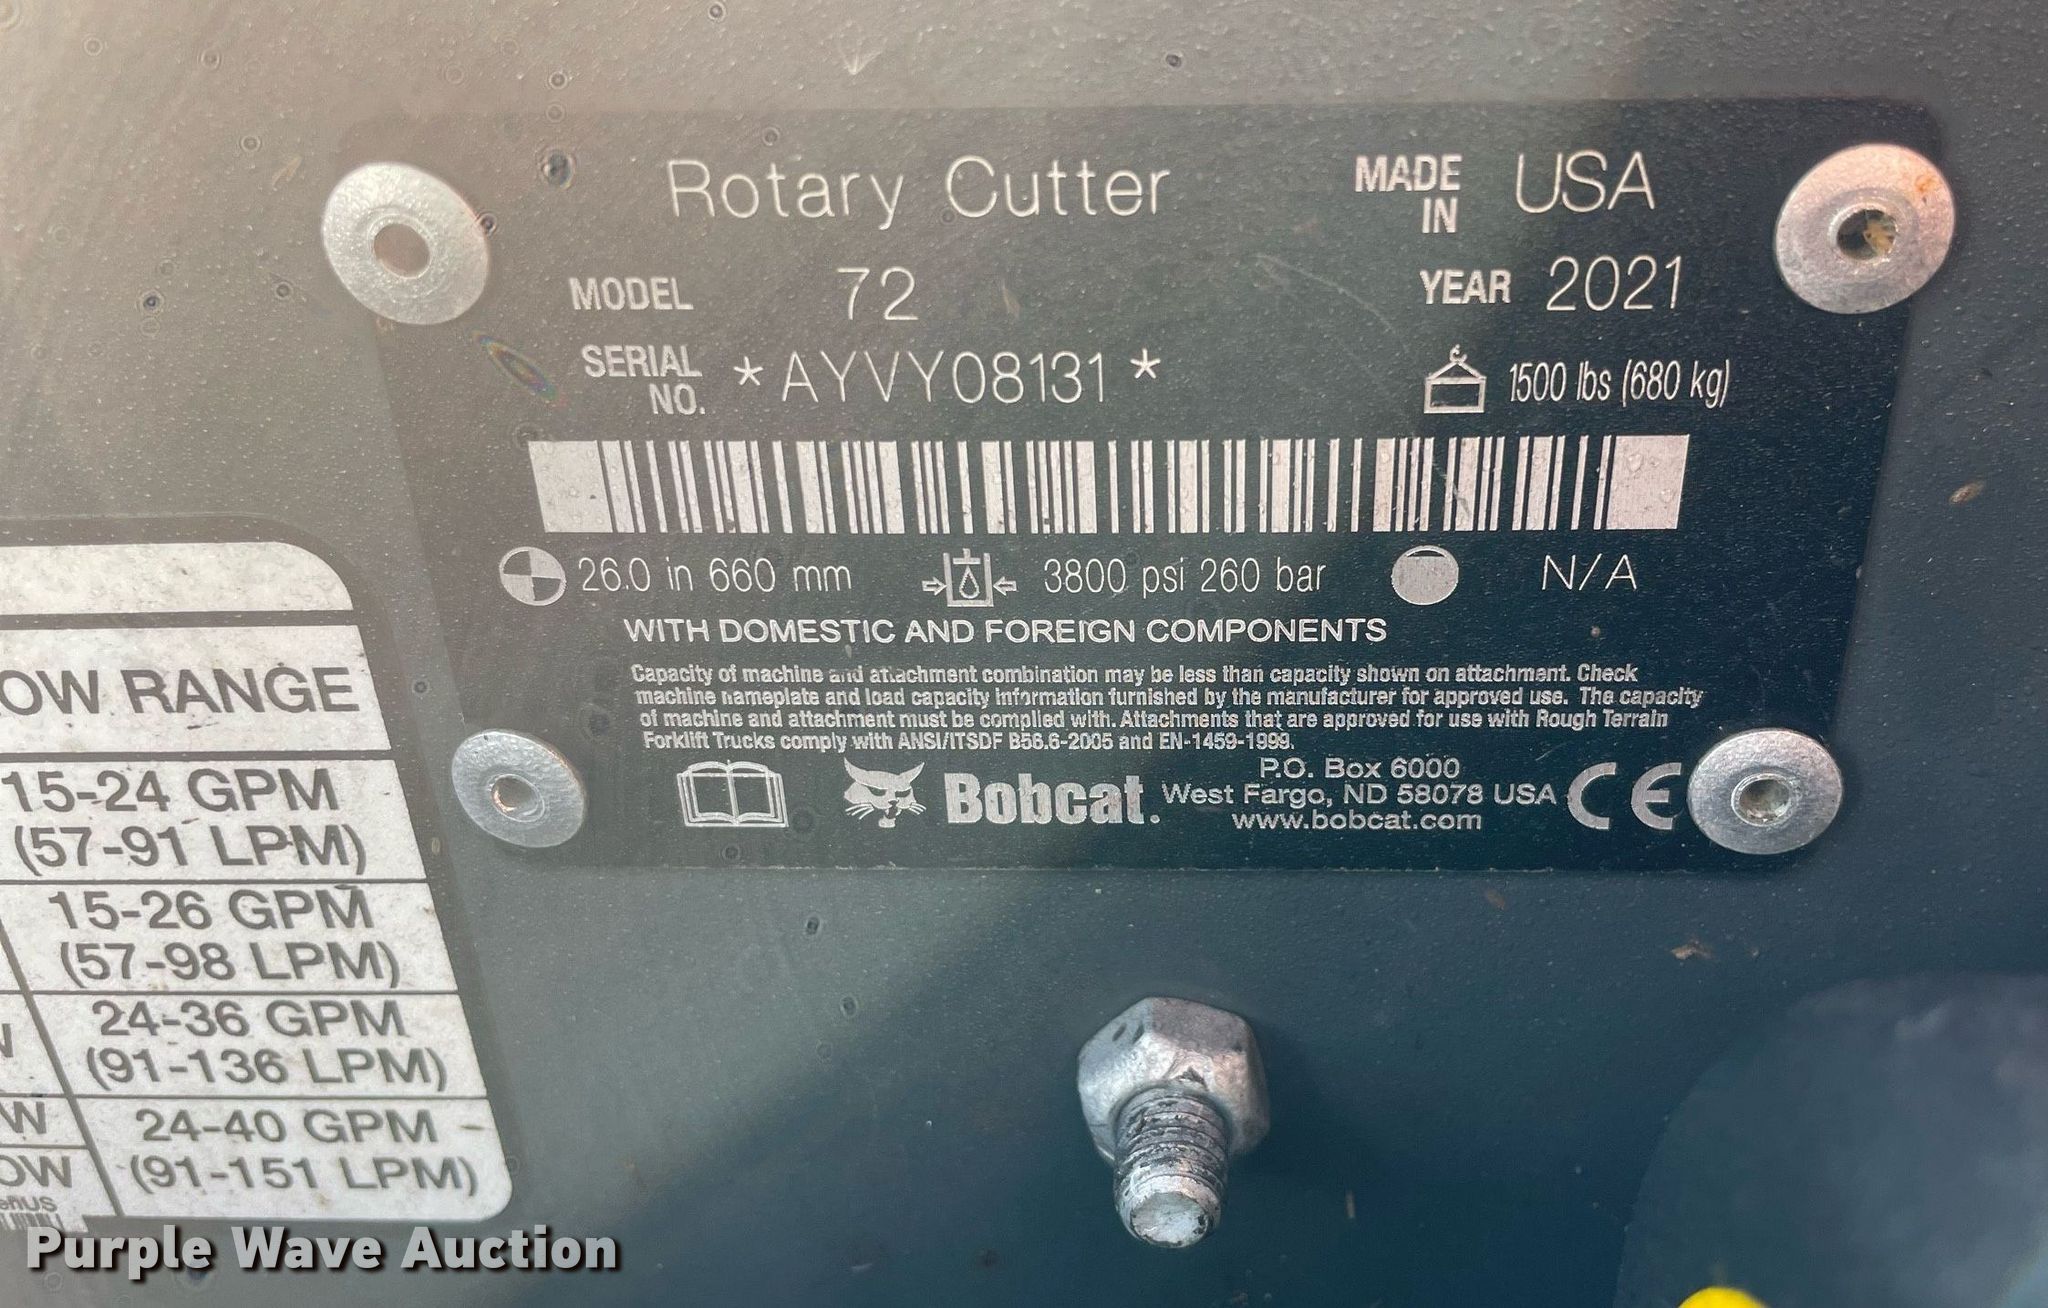 Rotary Cutter
MADE IN USA
MODEL 72
YEAR 2021
SERIAL NO. *AYVY08131*
1500 lbs (680 kg)
26.0 in 660 mm
3800 psi 260 bar
N/A
WITH DOMESTIC AND FOREIGN COMPONENTS
Capacity of machine and attachment combination may be less than capacity shown on attachment. Check
machine nameplate and load capacity information furnished by the manufacturer for approved use. The capacity
of machine and attachment must be complied with. Attachments that are approved for use with Rough Terrain
Forklift Trucks comply with ANSI/ITSDF B56.6-2005 and EN-1459-1999.
Bobcat.
P.O. Box 6000
West Fargo, ND 58078 USA
www.bobcat.com
CE
OW RANGE
15-24 GPM
(57-91 LPM)
15-26 GPM
(57-98 LPM)
24-36 GPM
(91-136 LPM)
W
24-40 GPM
OW
(91-151 LPM)
enUS
Purple Wave Auction